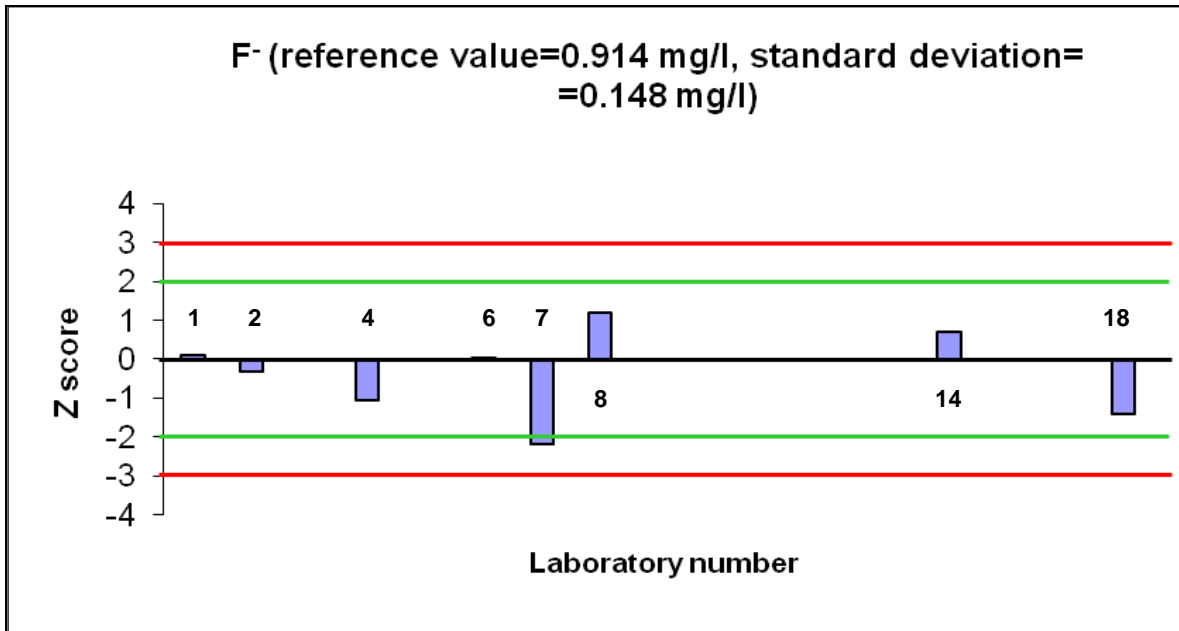 F- (reference value=0.914 mg/l, standard deviation=
=0.148 mg/l)
4
3
2
1
0
-1
-2
-3
-4
Z score
1 2 4 6 7 18
8 14
Laboratory number